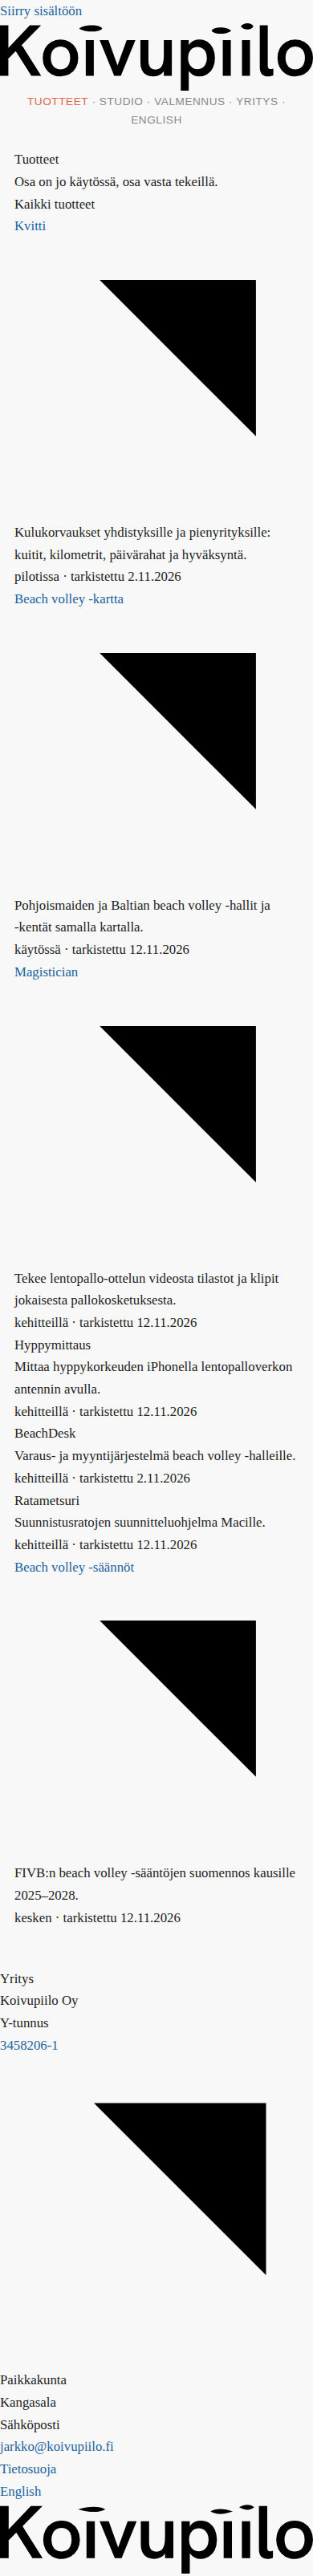 Siirry sisältöön
Koivupiilo
TUOTTEET · STUDIO · VALMENNUS · YRITYS ·
ENGLISH
Tuotteet
Osa on jo käytössä, osa vasta tekeillä.
Kaikki tuotteet
Kvitti
Kulukorvaukset yhdistyksille ja pienyrityksille:
kuitit, kilometrit, päivärahat ja hyväksyntä.
pilotissa · tarkistettu 2.11.2026
Beach volley -kartta
Pohjoismaiden ja Baltian beach volley -hallit ja
-kentät samalla kartalla.
käytössä · tarkistettu 12.11.2026
Magistician
Tekee lentopallo-ottelun videosta tilastot ja klipit
jokaisesta pallokosketuksesta.
kehitteillä · tarkistettu 12.11.2026
Hyppymittaus
Mittaa hyppykorkeuden iPhonella lentopalloverkon
antennin avulla.
kehitteillä · tarkistettu 12.11.2026
BeachDesk
Varaus- ja myyntijärjestelmä beach volley -halleille.
kehitteillä · tarkistettu 2.11.2026
Ratametsuri
Suunnistusratojen suunnitteluohjelma Macille.
kehitteillä · tarkistettu 12.11.2026
Beach volley -säännöt
FIVB:n beach volley -sääntöjen suomennos kausille
2025–2028.
kesken · tarkistettu 12.11.2026
Yritys
Koivupiilo Oy
Y-tunnus
3458206-1
Paikkakunta
Kangasala
Sähköposti
jarkko@koivupiilo.fi
Tietosuoja
English
Koivupiilo